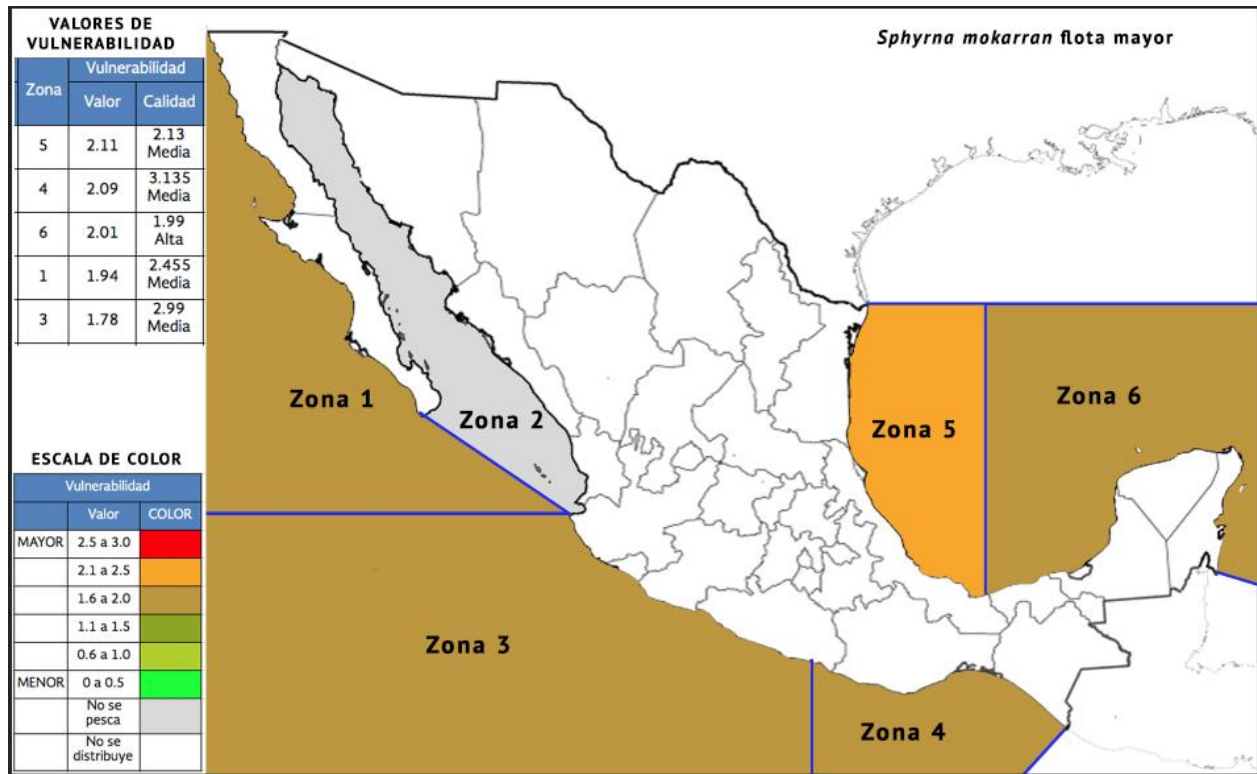 VALORES DE
VULNERABILIDAD
Zona Vulnerabilidad
Valor Calidad
5 2.11 2.13 Media
4 2.09 3.135 Media
6 2.01 1.99 Alta
1 1.94 2.455 Media
3 1.78 2.99 Media
ESCALA DE COLOR
Vulnerabilidad
Valor COLOR
MAYOR 2.5 a 3.0
2.1 a 2.5
1.6 a 2.0
1.1 a 1.5
0.6 a 1.0
MENOR 0 a 0.5
No se pesca
No se distribuye
Sphyrna mokarran flota mayor
Zona 1
Zona 2
Zona 5
Zona 6
Zona 3
Zona 4